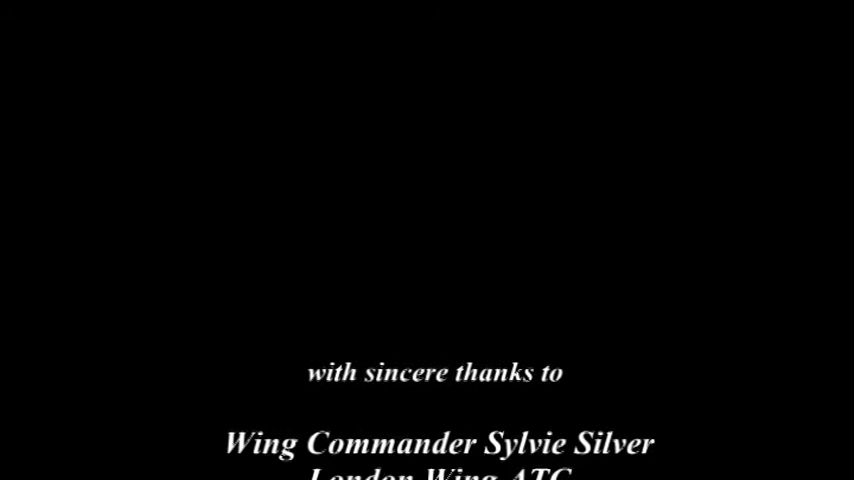 with sincere thanks to
Wing Commander Sylvie Silver
London Wing ATC